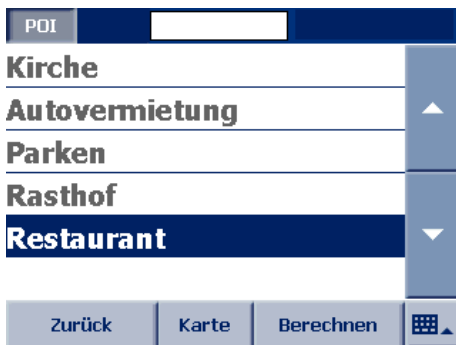 POI
Kirche
Autovermietung
Parken
Rasthof
Restaurant
Zurück Karte Berechnen